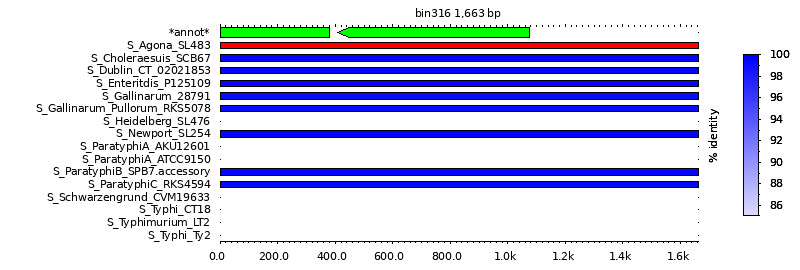 bin316 1,663 bp
*annot*
S_Agona_SL483
S_Choleraesuis_SCB67
S_Dublin_CT_02021853
S_Enteritdis_P125109
S_Gallinarum_28791
S_Gallinarum_Pullorum_RKS5078
S_Heidelberg_SL476
S_Newport_SL254
S_ParatyphiA_AKU12601
S_ParatyphiA_ATCC9150
S_ParatyphiB_SPB7.accessory
S_ParatyphiC_RKS4594
S_Schwarzengrund_CVM19633
S_Typhi_CT18
S_Typhimurium_LT2
S_Typhi_Ty2
0.0 200.0 400.0 600.0 800.0 1.0k 1.2k 1.4k 1.6k
% identity
100
98
96
94
92
90
88
86